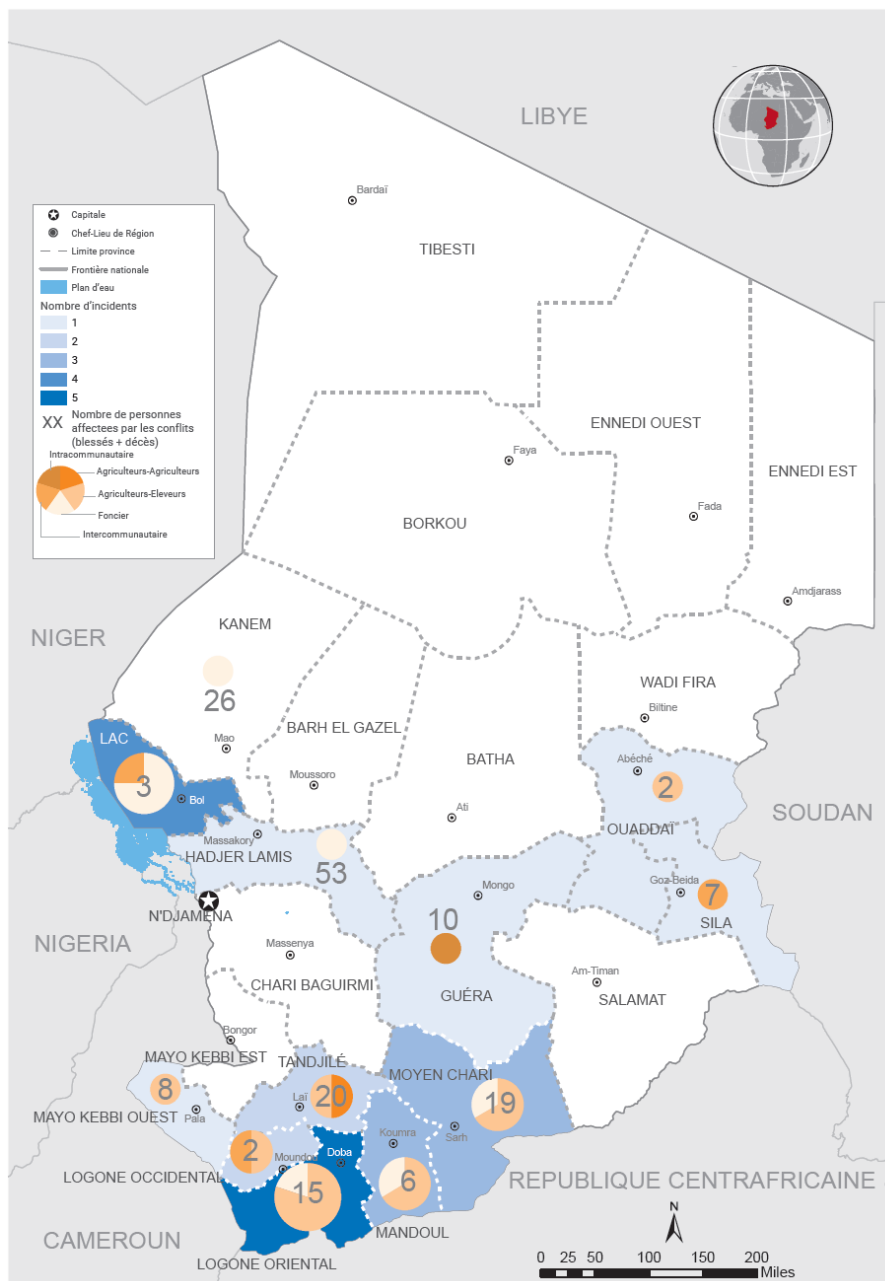 LIBYE
Bardaï
TIBESTI
Capitale
Chef-Lieu de Région
Limite province
Frontière nationale
Plan d'eau
Nombre d'incidents
1
2
3
4
5
XX
Nombre de personnes
affectees par les conflits
(blessés + décès)
Intracommunautaire
Agriculteurs-Agriculteurs
Agriculteurs-Eleveurs
Foncier
Intercommunautaire
ENNEDI OUEST
Faya
ENNEDI EST
Fada
BORKOU
Amdjarass
KANEM
NIGER
26
WADI FIRA
Biltine
LAC
Mao
BARH EL GAZEL
BATHA
Abéché
Moussoro
3
Bol
2
Ati
SOUDAN
OUADDAÏ
Massakory
HADJER LAMIS
53
Goz-Beida
Mongo
7
N'DJAMENA
10
SILA
NIGERIA
Massenya
Am-Timan
CHARI BAGUIRMI
GUÉRA
SALAMAT
Bongor
MAYO KEBBI EST
TANDJILÉ
MOYEN CHARI
8
20
Laï
19
MAYO KEBBI OUEST
Pala
Sarh
Koumra
2
Doba
Moundou
LOGONE OCCIDENTAL
15
6
REPUBLIQUE CENTRAFRICAINE
N
MANDOUL
CAMEROUN
LOGONE ORIENTAL
0 25 50 100 150 200
Miles